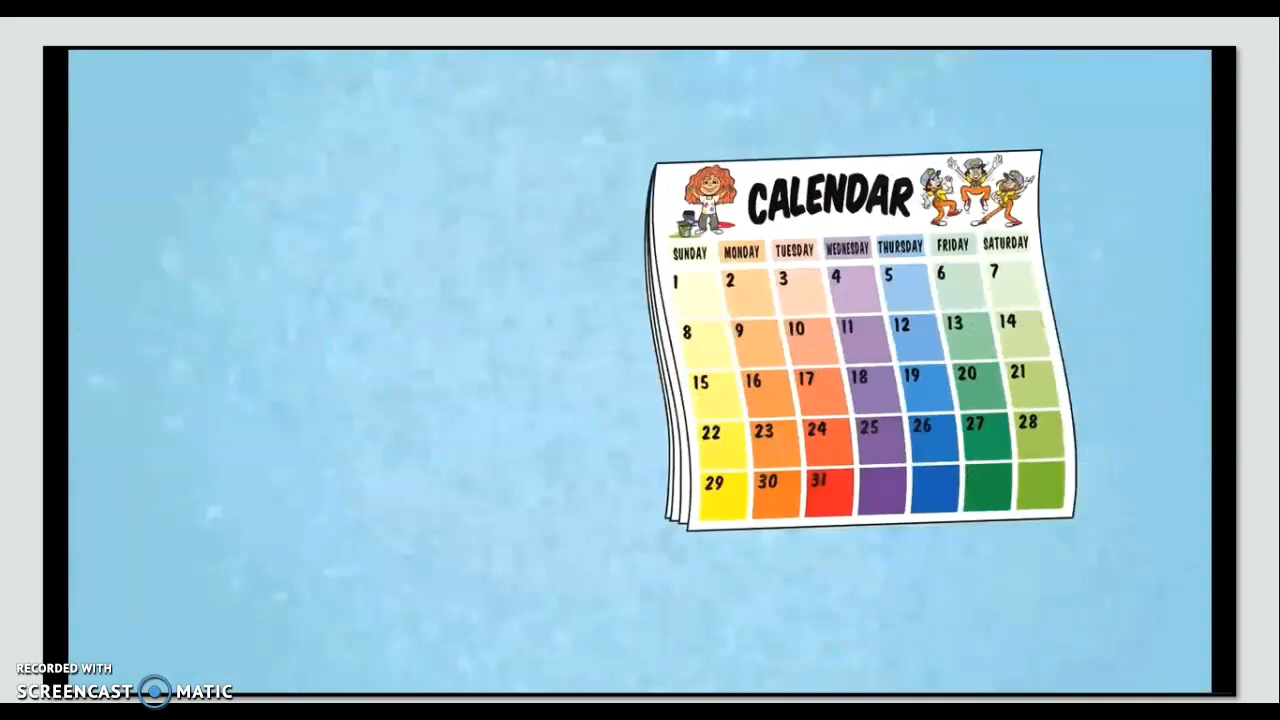 CALENDAR
SUNDAY MONDAY TUESDAY WEDNESDAY THURSDAY FRIDAY SATURDAY
1 2 3 4 5 6 7
8 9 10 11 12 13 14
15 16 17 18 19 20 21
22 23 24 25 26 27 28
29 30 31
RECORDED WITH
SCREENCAST MATIC